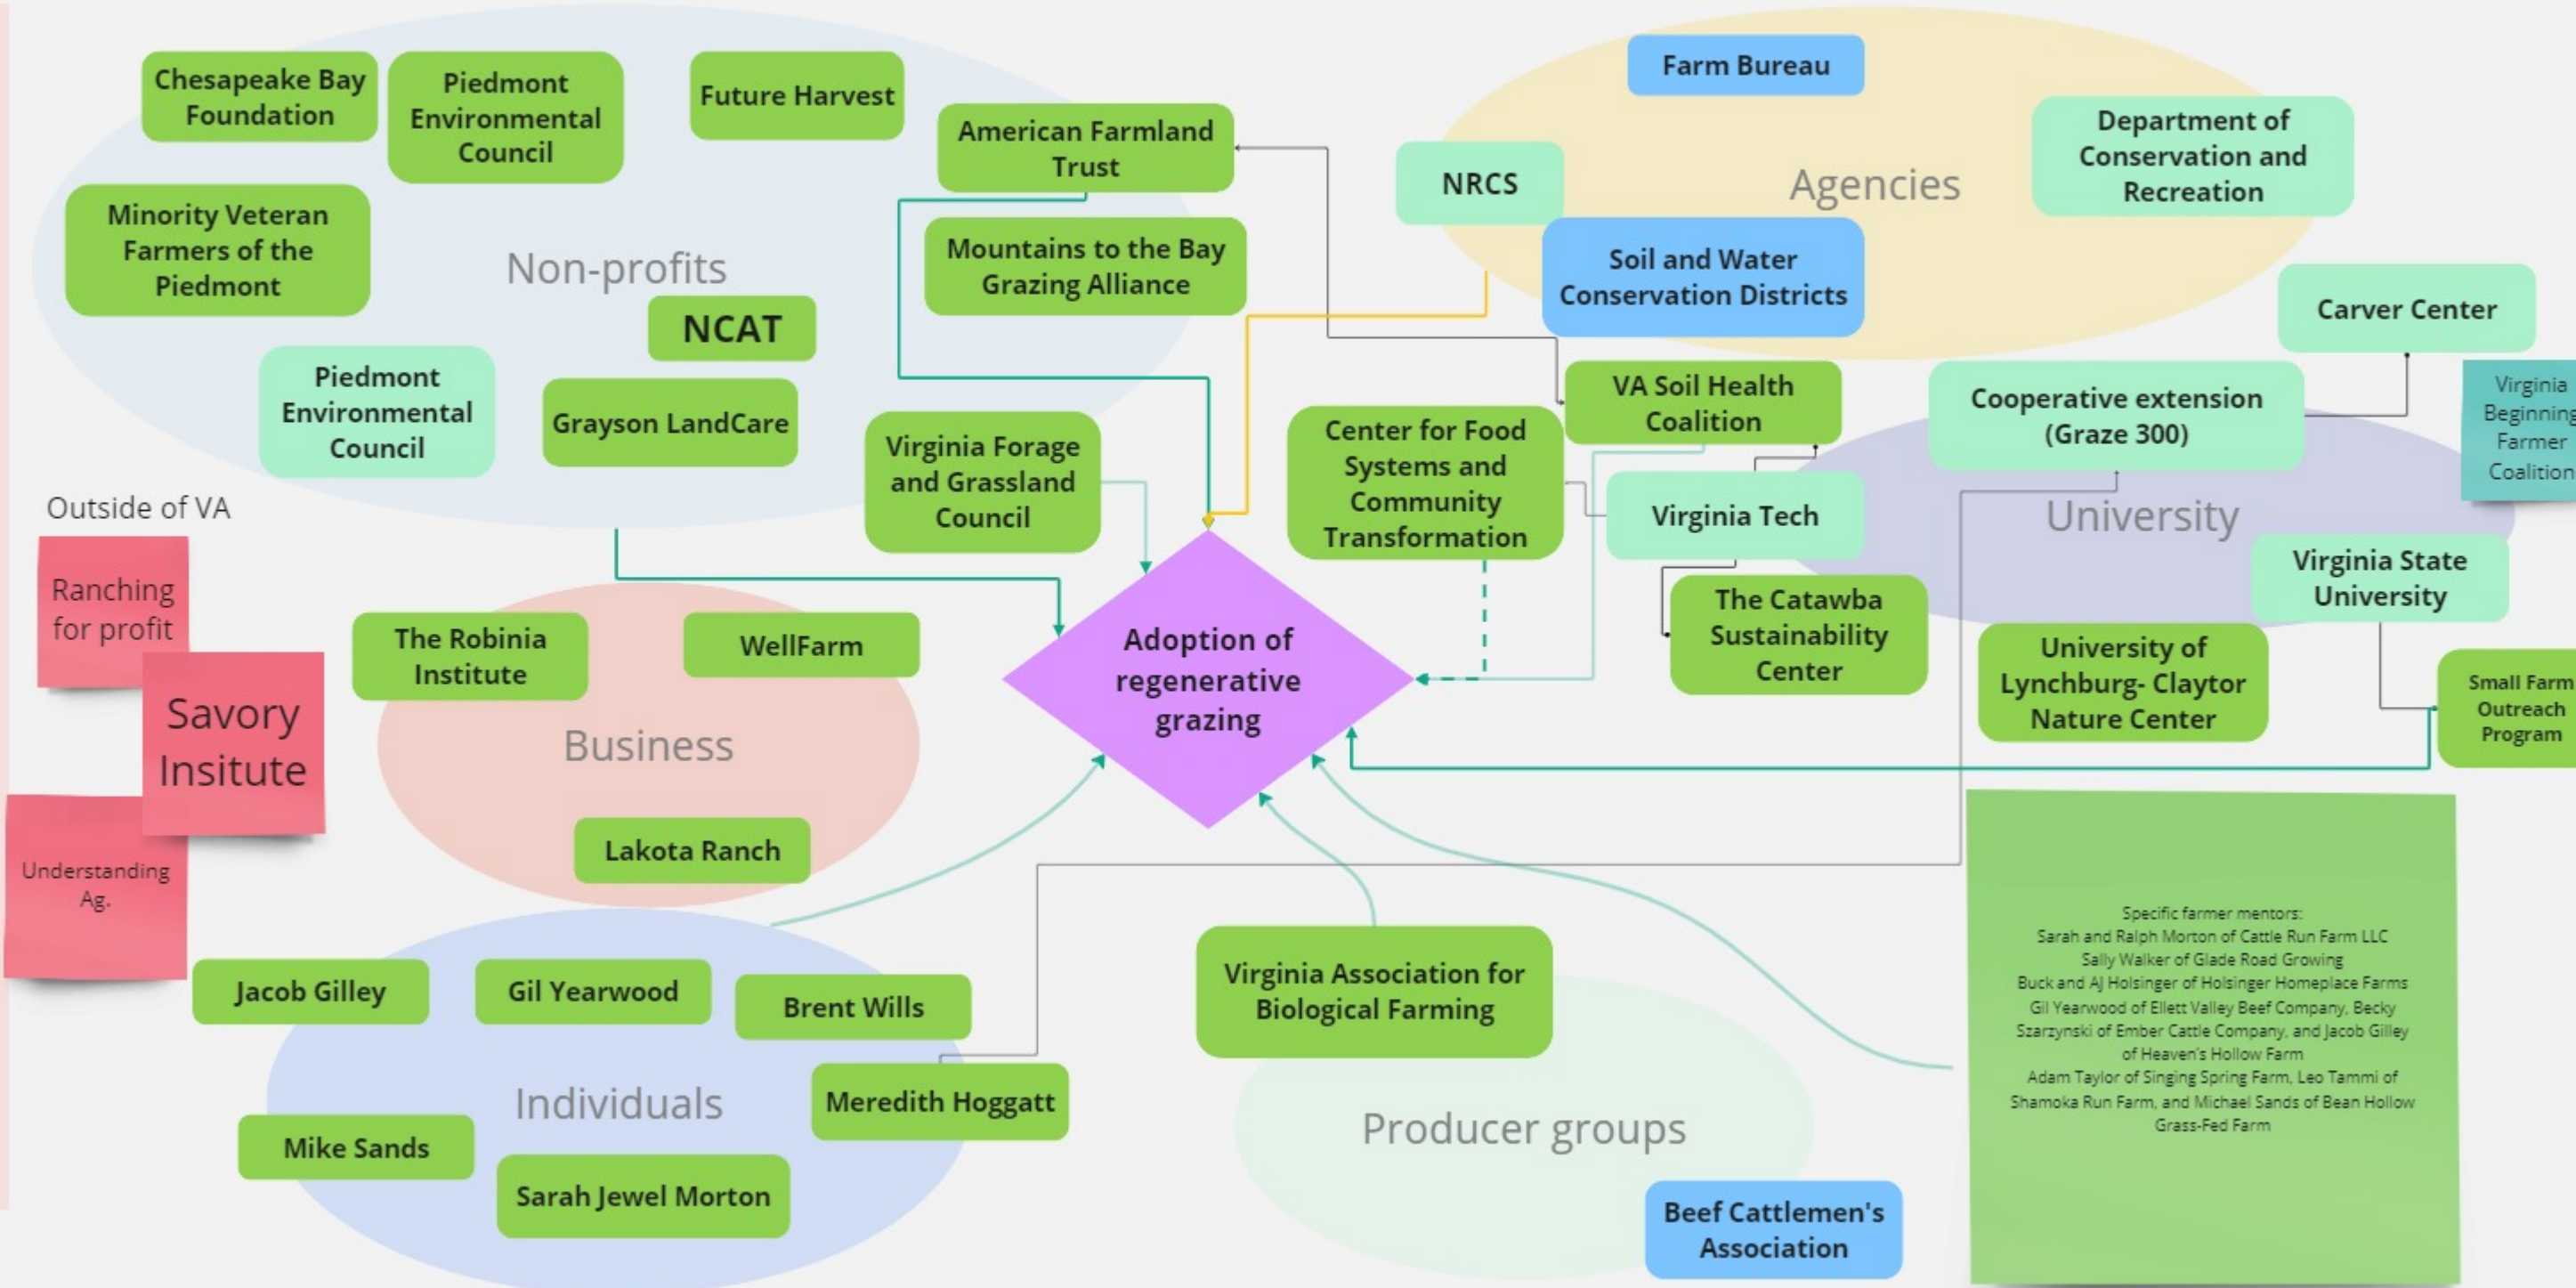 Chesapeake Bay
Foundation
Piedmont
Environmental
Council
Future Harvest
American Farmland
Trust
Minority Veteran
Farmers of the
Piedmont
Non-profits
Mountains to the Bay
Grazing Alliance
NCAT
Piedmont
Environmental
Council
Grayson LandCare
Virginia Forage
and Grassland
Council
Farm Bureau
NRCS
Agencies
Department of
Conservation and
Recreation
Soil and Water
Conservation Districts
Carver Center
VA Soil Health
Coalition
Center for Food
Systems and
Community
Transformation
Cooperative extension
(Graze 300)
Virginia
Beginning
Farmer
Coalition
Virginia Tech
University
Virginia State
University
The Catawba
Sustainability
Center
University of
Lynchburg- Claytor
Nature Center
Small Farm
Outreach
Program
Outside of VA
Ranching
for profit
Savory
Insitute
Understanding
Ag.
The Robinia
Institute
WellFarm
Business
Lakota Ranch
Adoption of
regenerative
grazing
Jacob Gilley
Gil Yearwood
Brent Wills
Individuals
Meredith Hoggatt
Mike Sands
Sarah Jewel Morton
Virginia Association for
Biological Farming
Producer groups
Beef Cattlemen's
Association
Specific farmer mentors:
Sarah and Ralph Morton of Cattle Run Farm LLC
Sally Walker of Glade Road Growing
Buck and AJ Holsinger of Holsinger Homeplace Farms
Gil Yearwood of Ellett Valley Beef Company, Becky
Szarzynski of Ember Cattle Company, and Jacob Gilley
of Heaven's Hollow Farm
Adam Taylor of Singing Spring Farm, Leo Tammi of
Shamoka Run Farm, and Michael Sands of Bean Hollow
Grass-Fed Farm